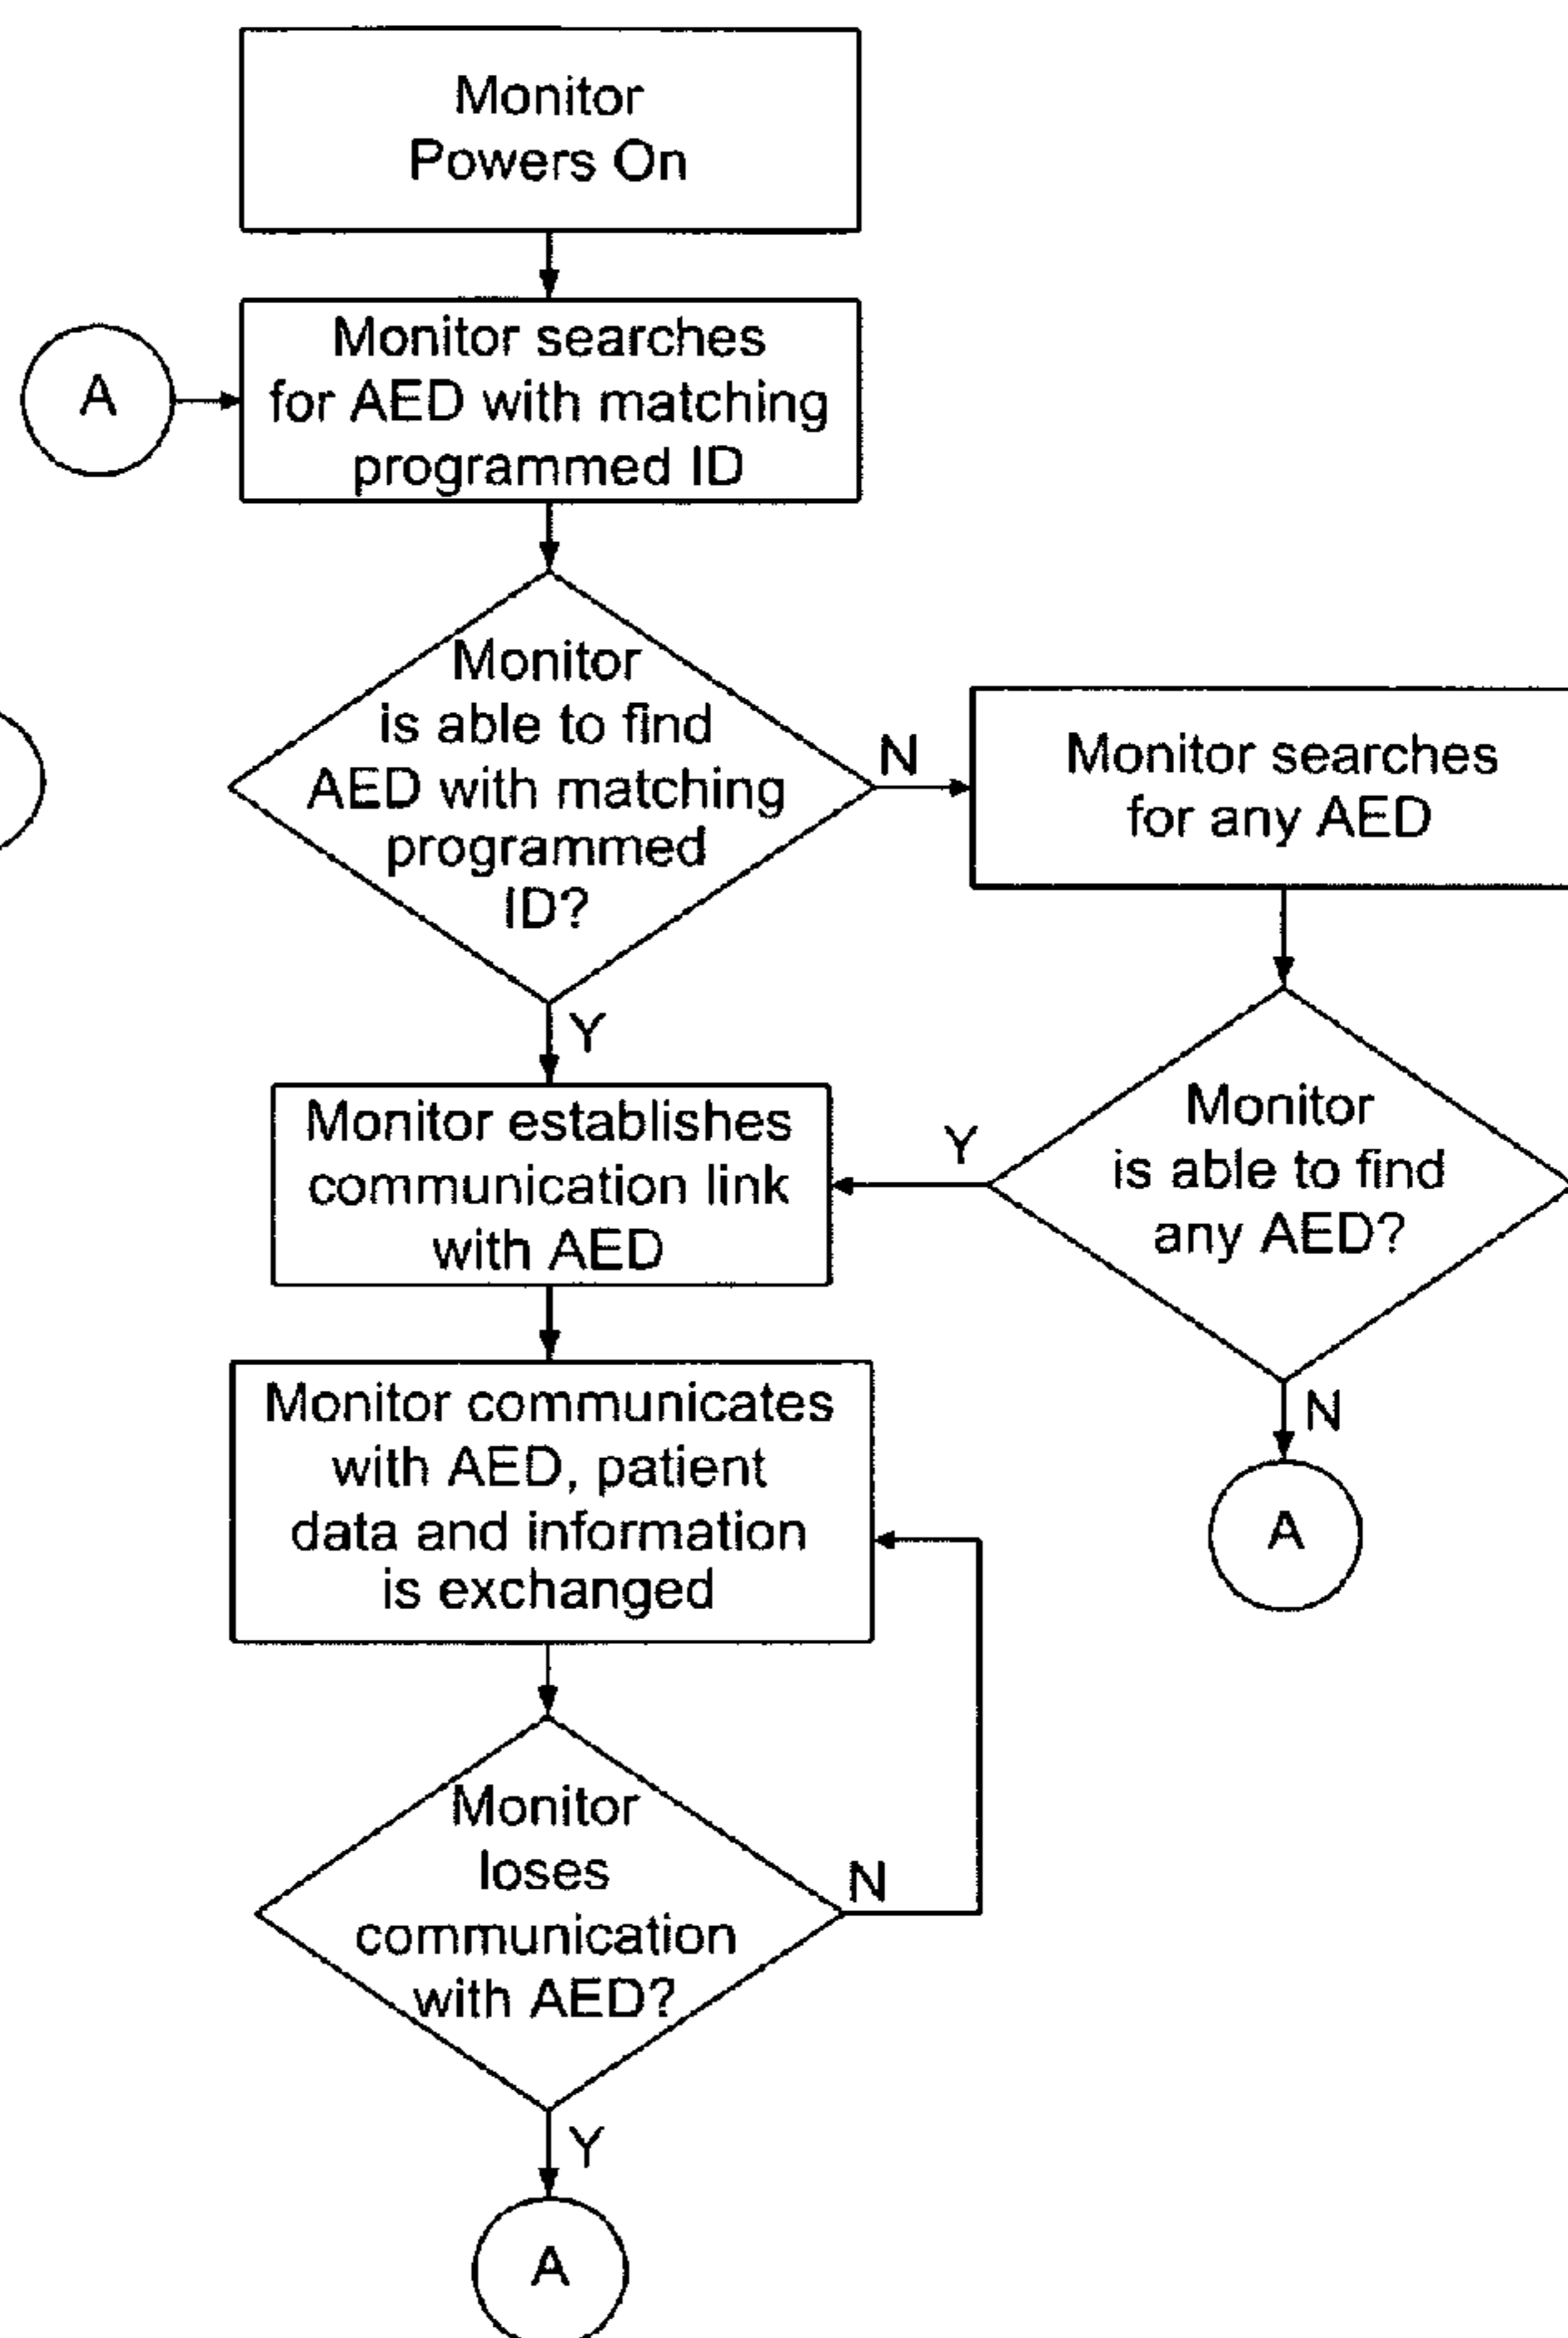 Monitor
Powers On
A
Monitor searches
for AED with matching
programmed ID
Monitor
is able to find
AED with matching
programmed
ID?
N
Monitor searches
for any AED
Y
Monitor establishes
communication link
with AED
Y
Monitor
is able to find
any AED?
N
A
Monitor communicates
with AED, patient
data and information
is exchanged
Monitor
loses
communication
with AED?
N
Y
A